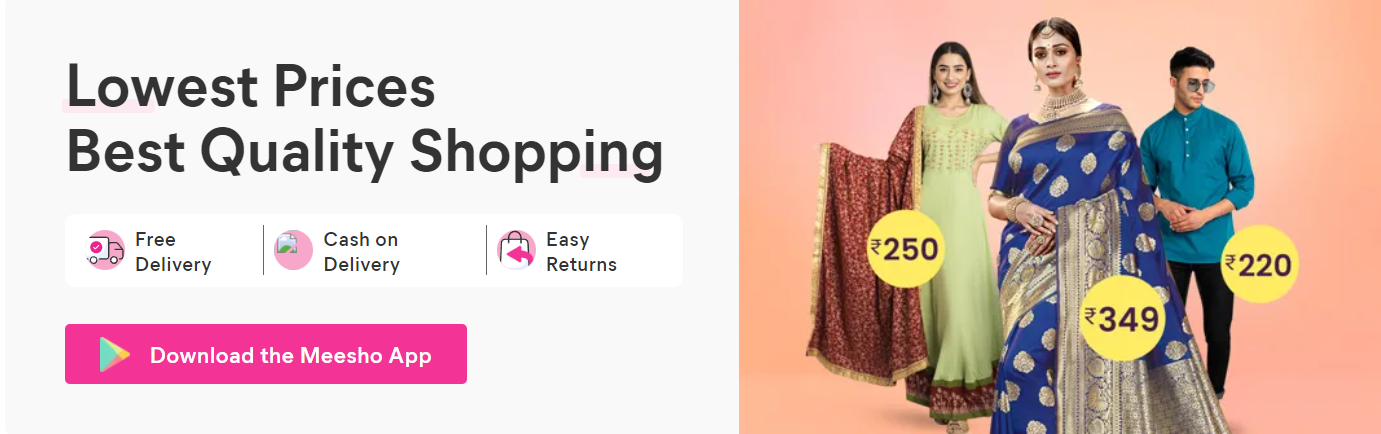 Lowest Prices
Best Quality Shopping
Free
Delivery
Cash on
Delivery
Easy
Returns
Download the Meesho App
₹250
₹349
₹220